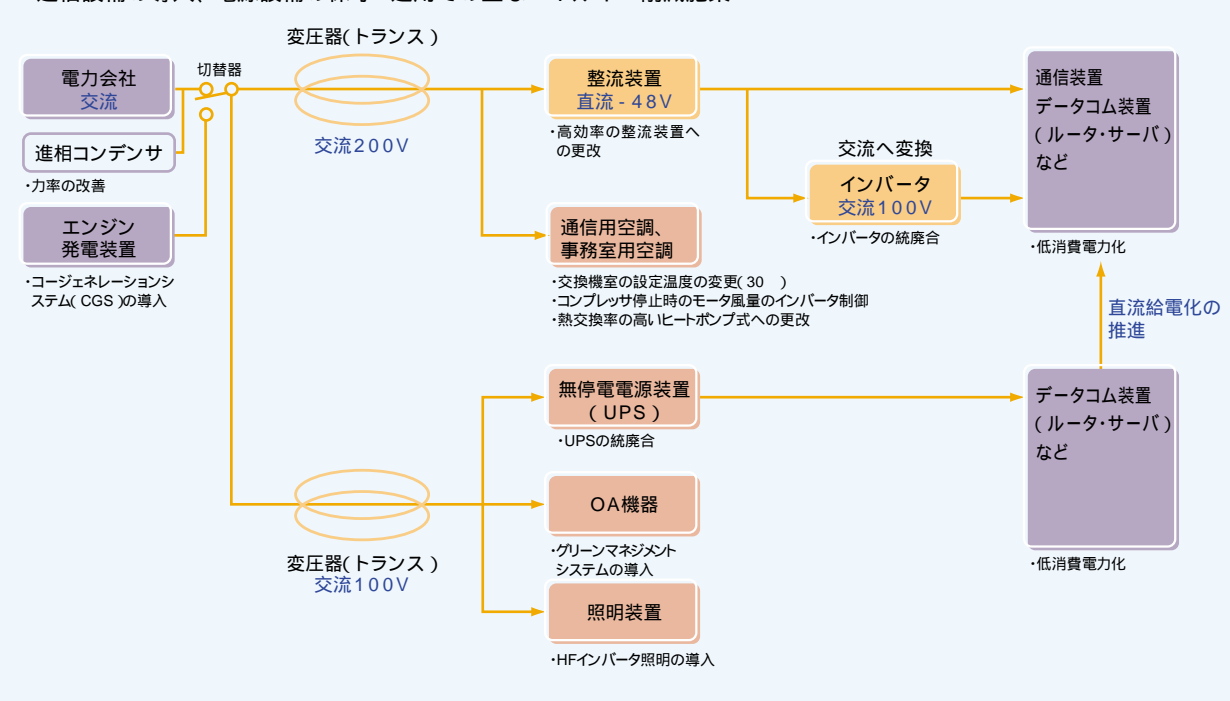 変圧器(トランス)
電力会社
交流
切替器
進相コンデンサ
・力率の改善
エンジン
発電装置
・コージェネレーションシ
ステム(CGS)の導入
交流200V
整流装置
直流-48V
・高効率の整流装置へ
の更改
交流へ変換
インバータ
交流100V
・インバータの統廃合
通信装置
データコム装置
(ルータ・サーバ)
など
・低消費電力化
通信用空調、
事務室用空調
・交換機室の設定温度の変更(30 )
・コンプレッサ停止時のモータ風量のインバータ制御
・熱交換率の高いヒートポンプ式への更改
直流給電化の
推進
無停電電源装置
(UPS)
・UPSの統廃合
データコム装置
(ルータ・サーバ)
など
・低消費電力化
変圧器(トランス)
交流100V
OA機器
・グリーンマネジメント
システムの導入
照明装置
・HFインバータ照明の導入